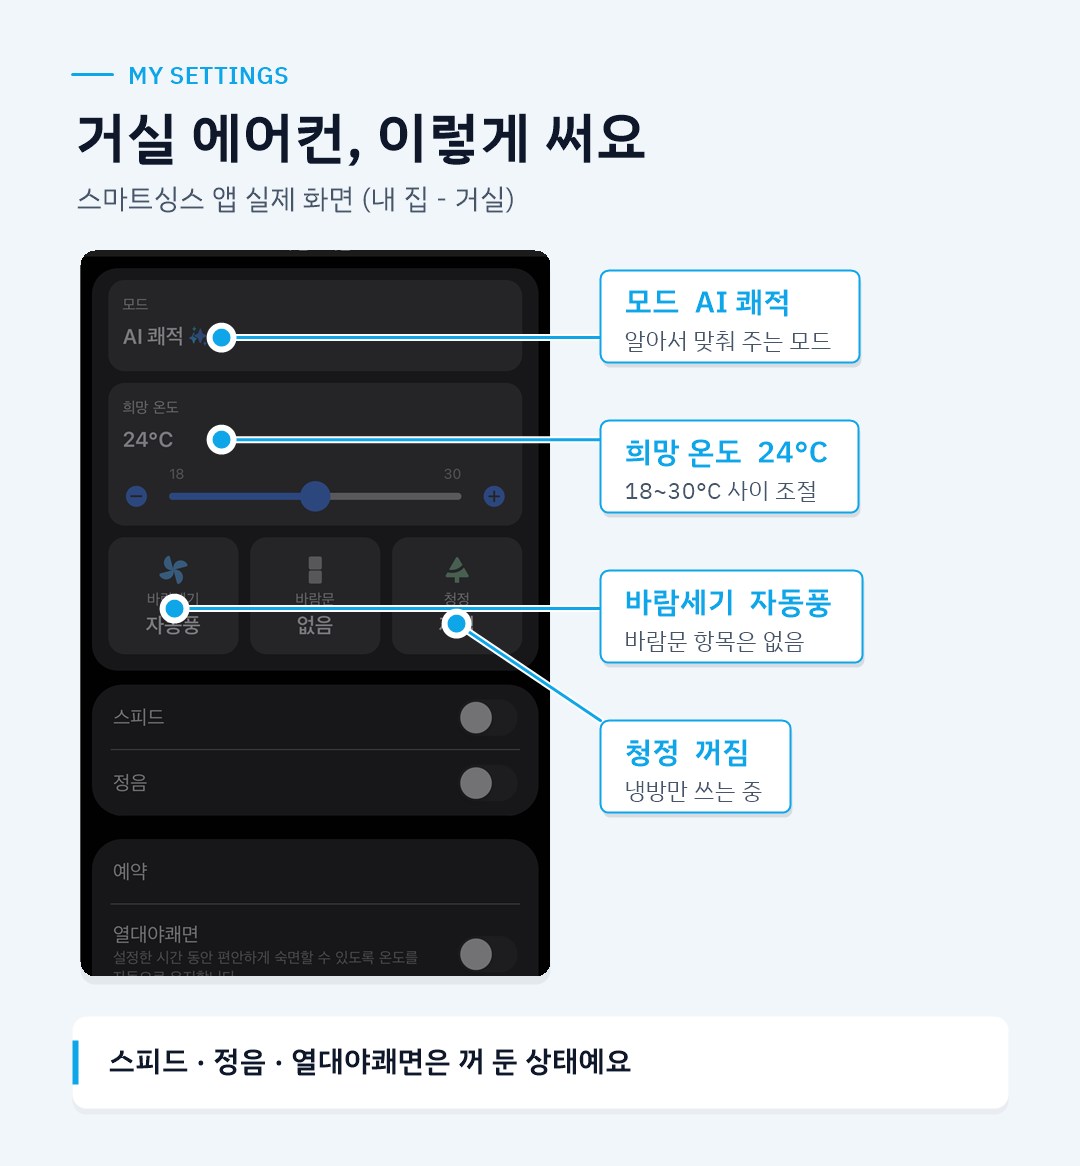 MY SETTINGS
거실 에어컨, 이렇게 써요
스마트싱스 앱 실제 화면 (내 집 - 거실)
모드
AI 쾌적
모드 AI 쾌적
알아서 맞춰 주는 모드
희망 온도
24°C
18
30
희망 온도 24°C
18~30°C 사이 조절
바람문
청정
자동풍
없음
바람세기 자동풍
바람문 항목은 없음
스피드
정음
청정 꺼짐
냉방만 쓰는 중
예약
열대야쾌면
설정한 시간 동안 편안하게 숙면할 수 있도록 온도를
스피드 · 정음 · 열대야쾌면은 꺼 둔 상태예요